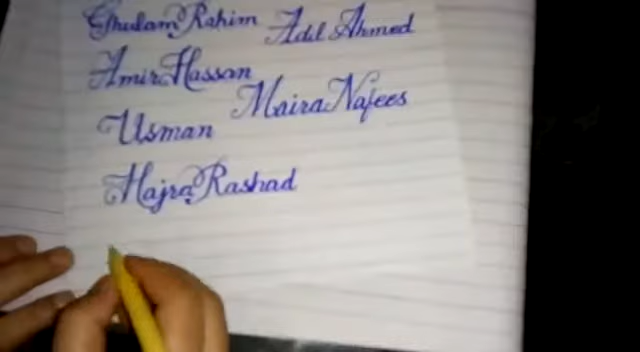 Ghulam Rahim Adil Ahmed
Amir Hassan
Maira Nafees
Usman
Hajra Rashad